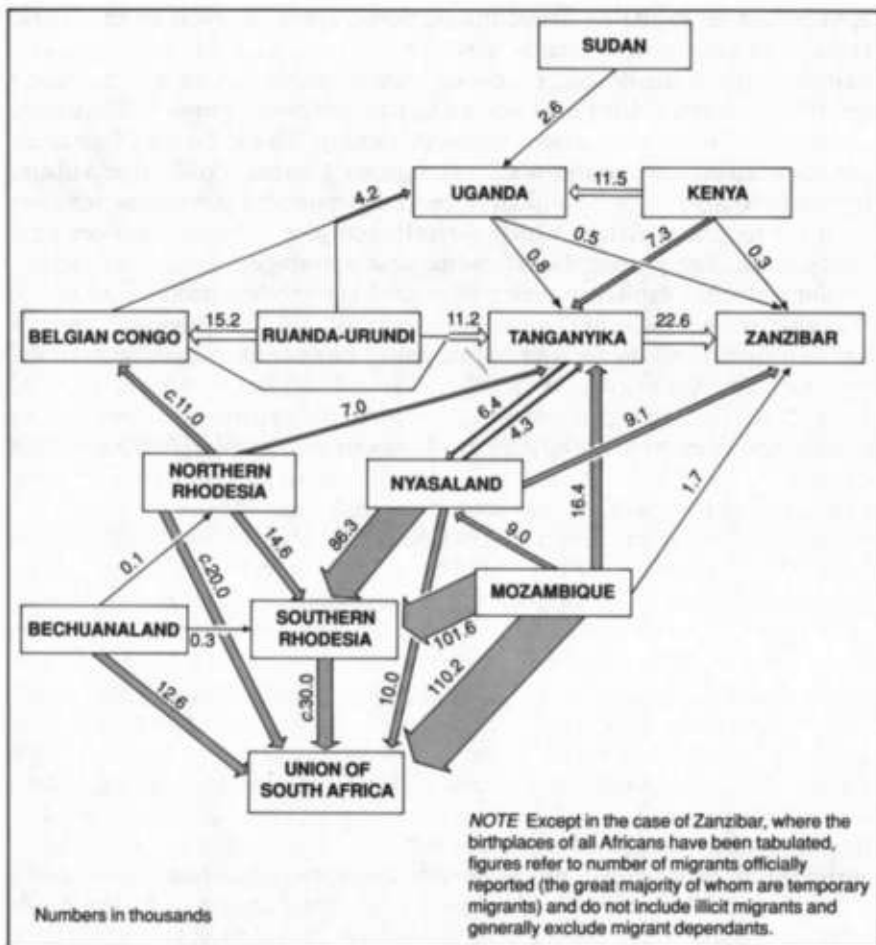 SUDAN
2.6
4.2
UGANDA
11.5
KENYA
0.8
0.5
7.3
0.3
BELGIAN CONGO
15.2
RUANDA-URUNDI
11.2
TANGANYIKA
22.6
ZANZIBAR
c.11.0
7.0
6.4
4.3
9.1
NORTHERN
RHODESIA
NYASALAND
16.4
1.7
0.1
14.6
86.3
9.0
c.20.0
BECHUANALAND
0.3
SOUTHERN
RHODESIA
MOZAMBIQUE
101.6
12.6
c.30.0
10.0
110.2
UNION OF
SOUTH AFRICA
NOTE Except in the case of Zanzibar, where the
birthplaces of all Africans have been tabulated,
figures refer to number of migrants officially
reported (the great majority of whom are temporary
migrants) and do not include illicit migrants and
generally exclude migrant dependants.
Numbers in thousands